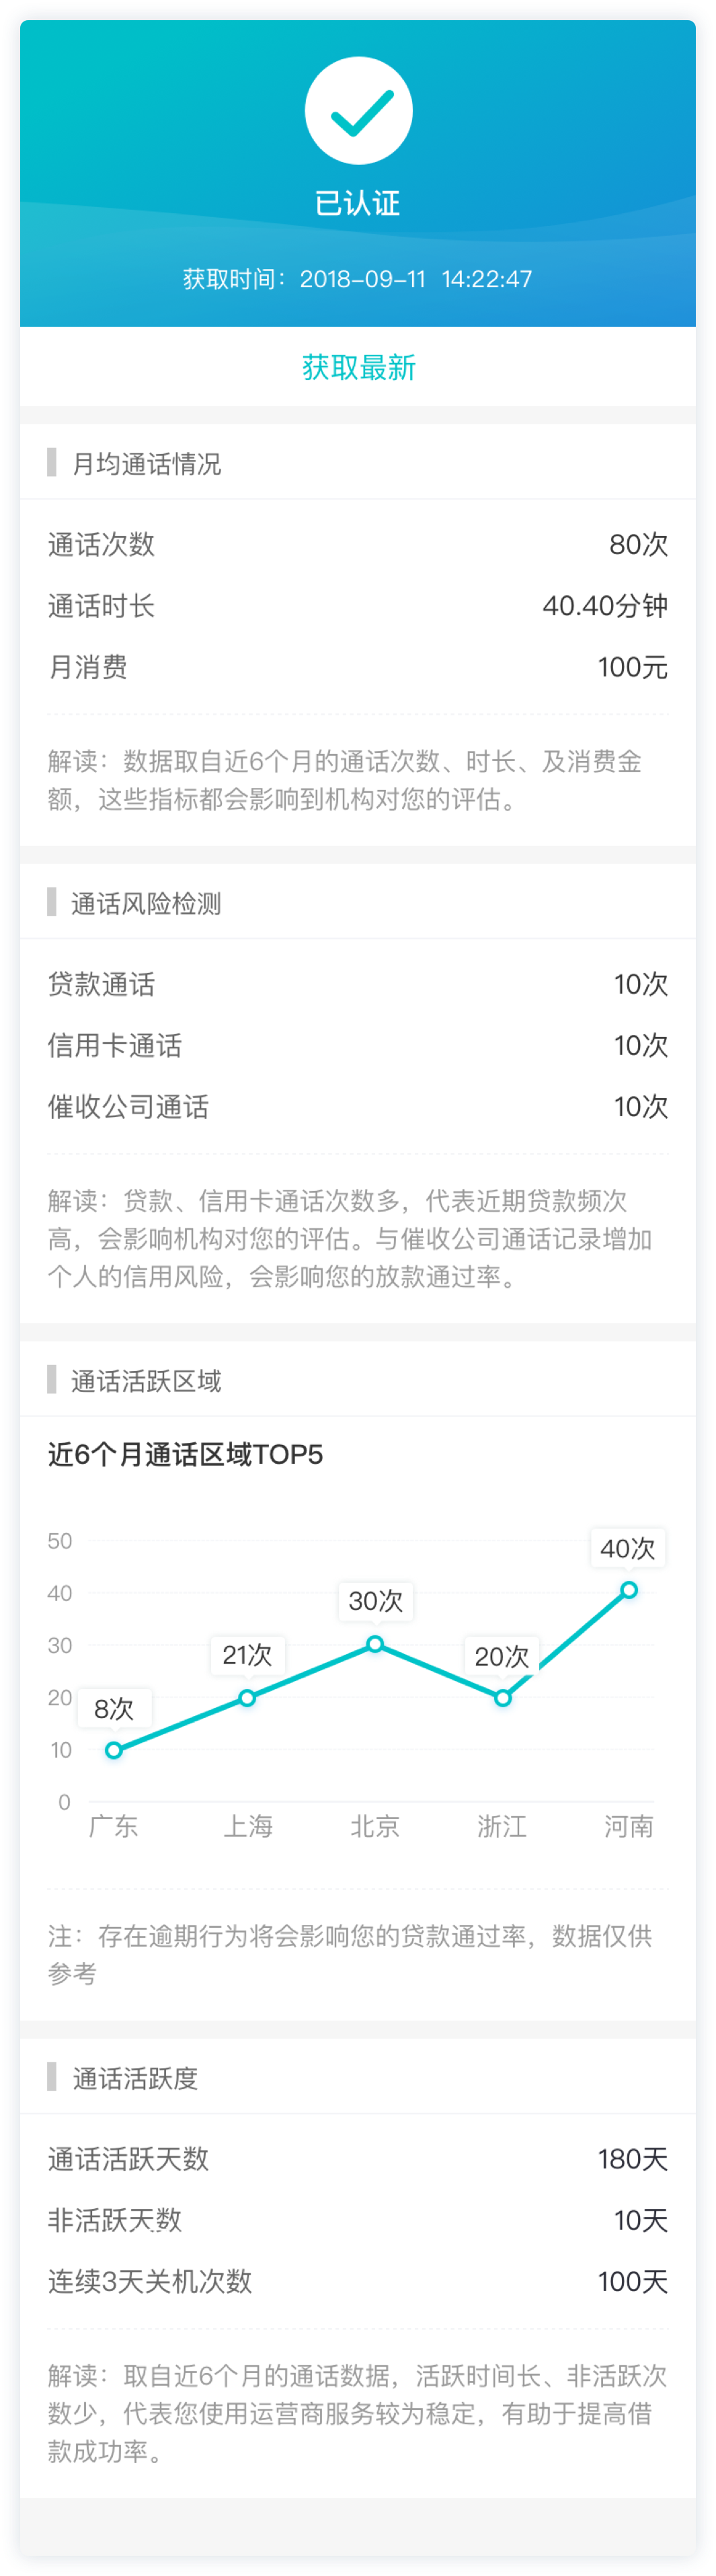 已认证
获取时间：2018-09-11 14:22:47
获取最新
月均通话情况
通话次数 80次
通话时长 40.40分钟
月消费 100元
解读：数据取自近6个月的通话次数、时长、及消费金
额，这些指标都会影响到机构对您的评估。
通话风险检测
贷款通话 10次
信用卡通话 10次
催收公司通话 10次
解读：贷款、信用卡通话次数多，代表近期贷款频次
高，会影响机构对您的评估。与催收公司通话记录增加
个人的信用风险，会影响您的放款通过率。
通话活跃区域
近6个月通话区域TOP5
50
40
30
20
10
0
8次
21次
30次
20次
40次
广东 上海 北京 浙江 河南
注：存在逾期行为将会影响您的贷款通过率，数据仅供
参考
通话活跃度
通话活跃天数 180天
非活跃天数 10天
连续3天关机次数 100天
解读：取自近6个月的通话数据，活跃时间长、非活跃次
数少，代表您使用运营商服务较为稳定，有助于提高借
款成功率。